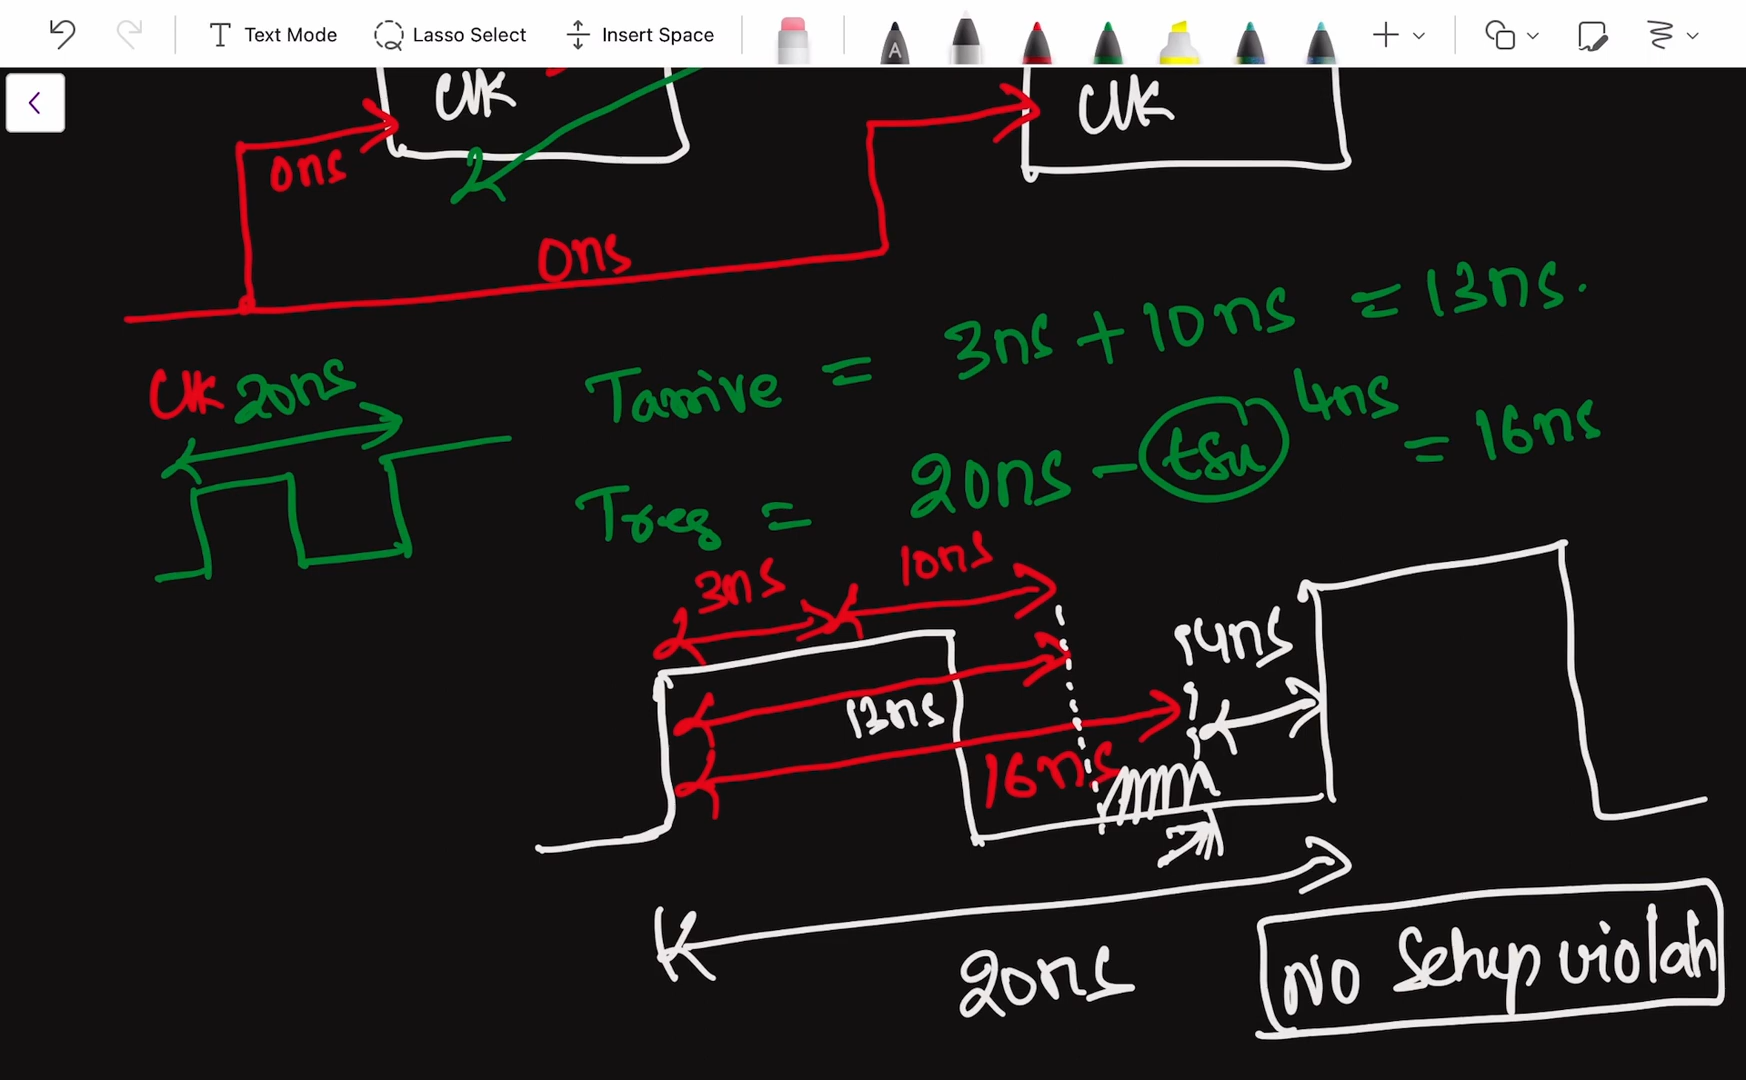 Text Mode Lasso Select Insert Space
A
Clk Clk
0ns
0ns
Clk 20ns
Tarrive = 3ns + 10ns = 13ns.
Treq = 20ns - tsu 4ns = 16ns
3ns 10ns
4ns
13ns
16ns
20ns
NO Setup violatn